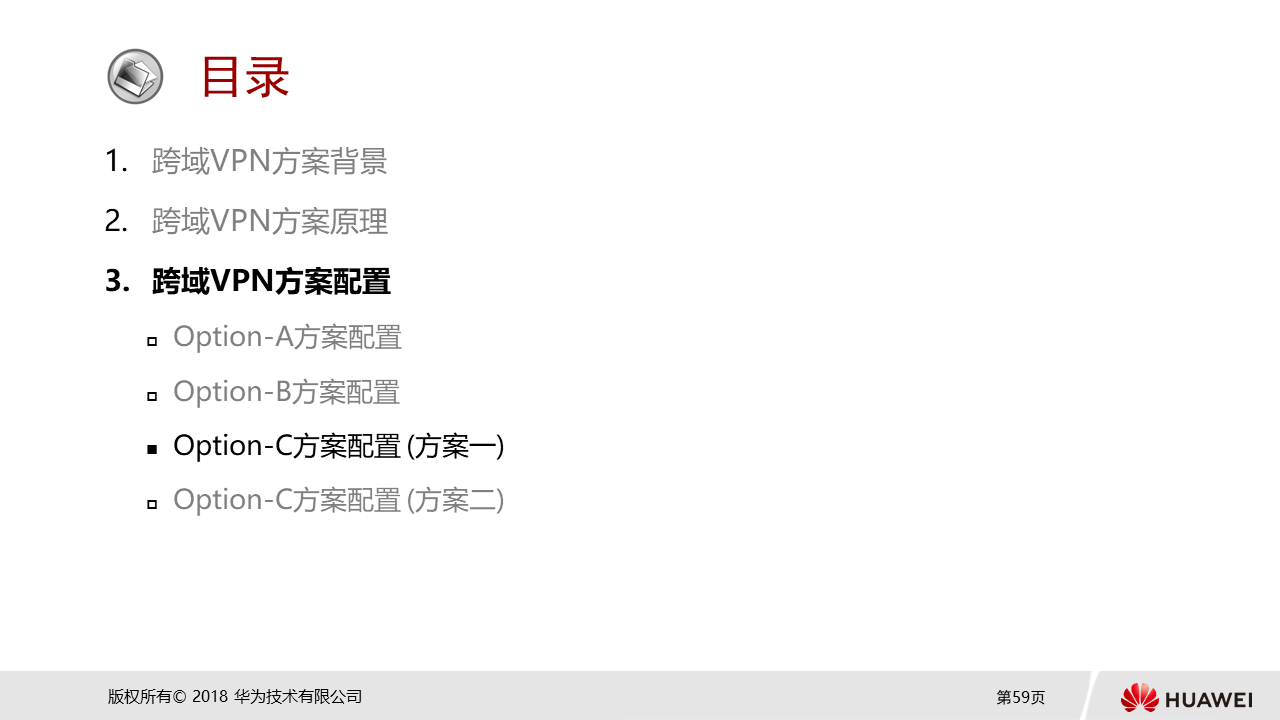 目录
1. 跨域VPN方案背景
2. 跨域VPN方案原理
3. 跨域VPN方案配置
Option-A方案配置
Option-B方案配置
Option-C方案配置 (方案一)
Option-C方案配置 (方案二)
版权所有© 2018 华为技术有限公司
第59页
HUAWEI